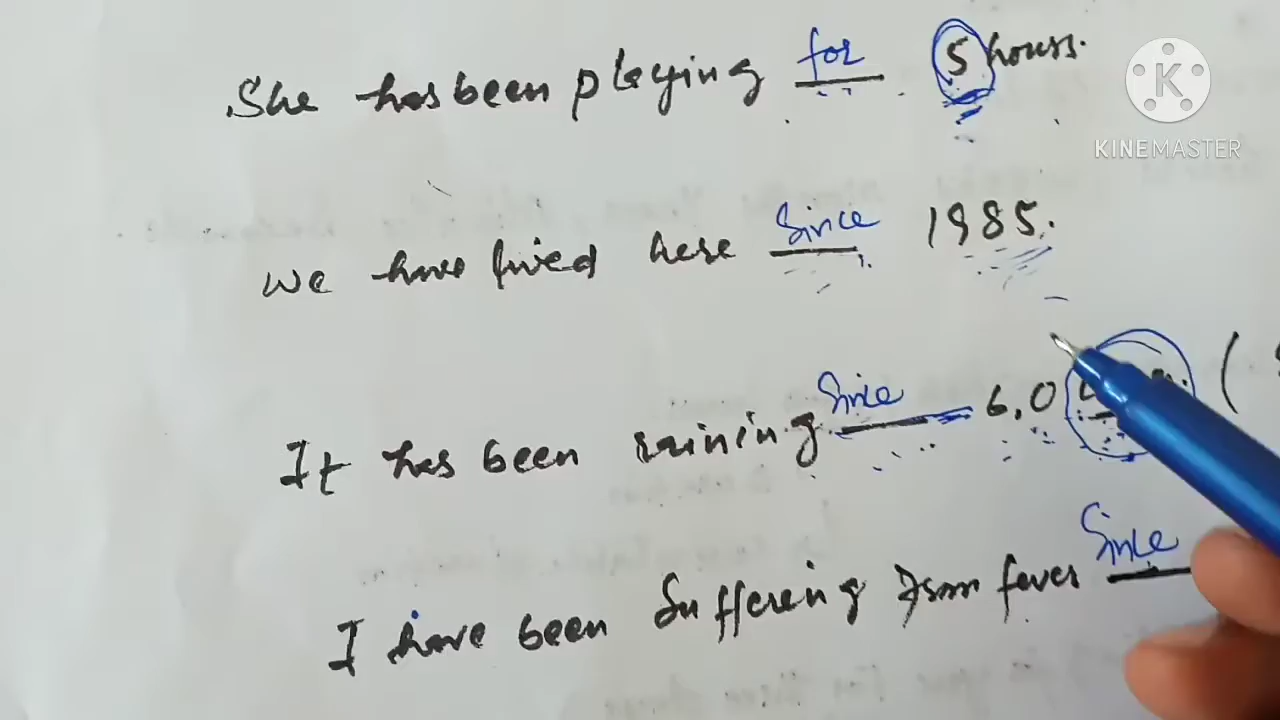 She has been playing for 5 hours.
KINEMASTER
We have lived here since 1985.
It has been raining since 6.0
I have been suffering from fever since